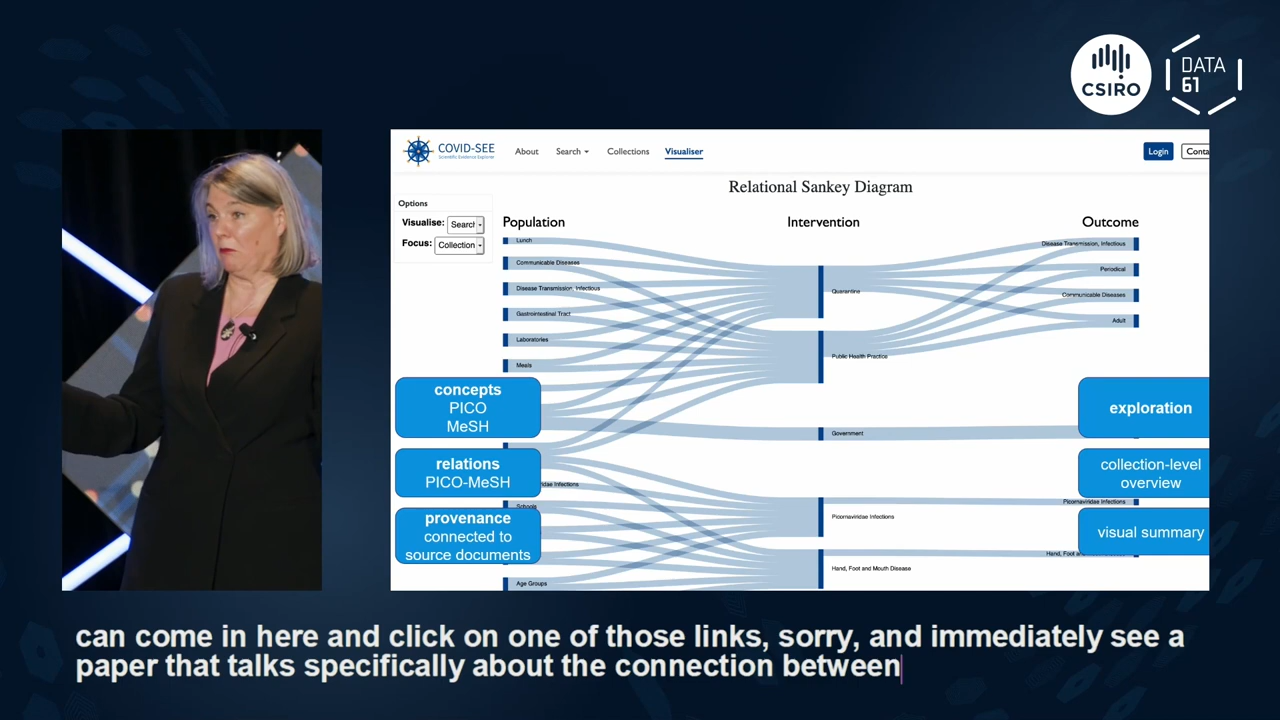 CSIRO
DATA
61
COVID-SEE
Scientific Evidence Explorer
About
Search
Collections
Visualiser
Login
Conta
Relational Sankey Diagram
Options
Visualise:
Search
Focus:
Collection
Population
Intervention
Outcome
Lunch
Communicable Diseases
Disease Transmission, Infectious
Gastrointestinal Tract
Laboratories
Meals
Quarantine
Public Health Practice
Disease Transmission, Infectious
Periodical
Communicable Diseases
Adult
concepts
PICO
MeSH
Government
exploration
relations
PICO-MeSH
idae Infections
Schools
collection-level
overview
Picornaviridae Infections
Picornaviridae Infections
provenance
connected to
source documents
visual summary
Hand, Foot and
Hand, Foot and Mouth Disease
Age Groups
can come in here and click on one of those links, sorry, and immediately see a
paper that talks specifically about the connection between